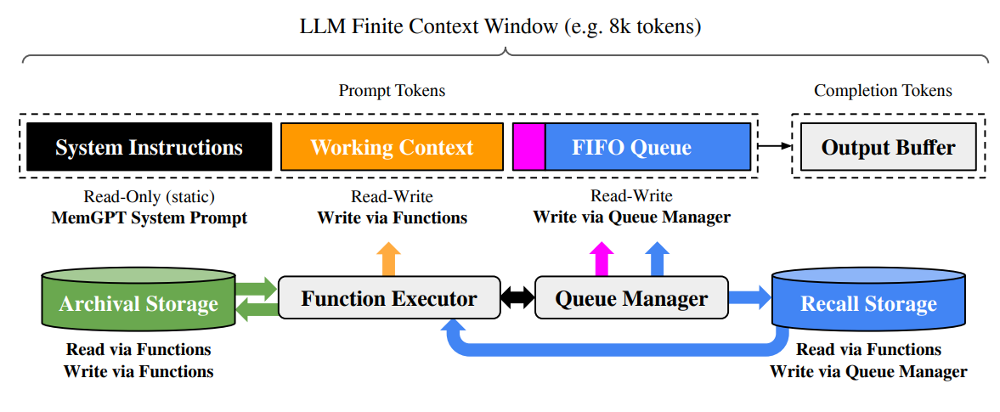 LLM Finite Context Window (e.g. 8k tokens)
Prompt Tokens
Completion Tokens
System Instructions
Working Context
FIFO Queue
Output Buffer
Read-Only (static)
MemGPT System Prompt
Read-Write
Write via Functions
Read-Write
Write via Queue Manager
Archival Storage
Function Executor
Queue Manager
Recall Storage
Read via Functions
Write via Functions
Read via Functions
Write via Queue Manager